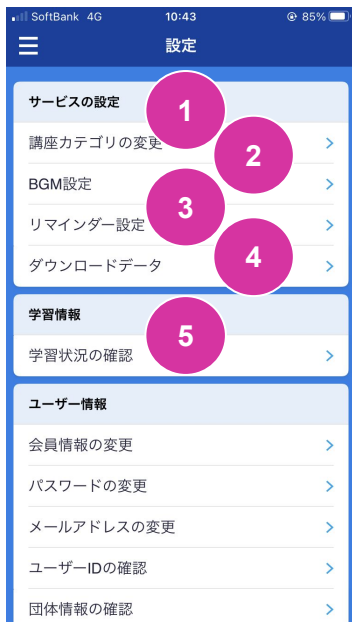 SoftBank 4G 10:43 85%
設定
サービスの設定
1
講座カテゴリの変更
2
BGM設定
3
リマインダー設定
4
ダウンロードデータ
学習情報
5
学習状況の確認
ユーザー情報
会員情報の変更
パスワードの変更
メールアドレスの変更
ユーザーIDの確認
団体情報の確認